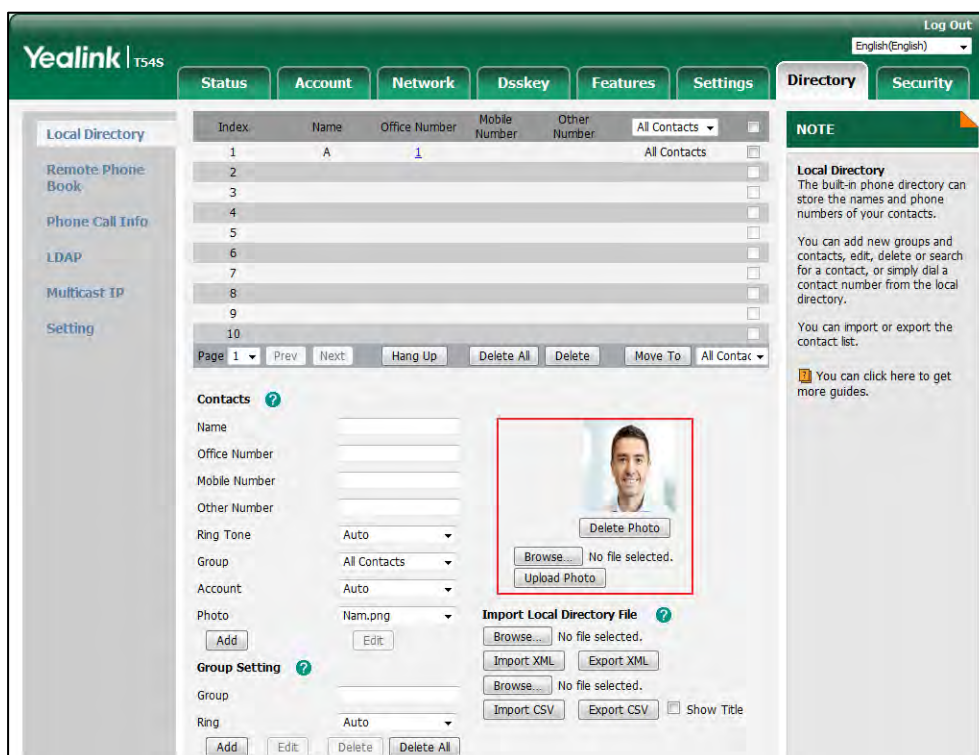 Log Out
Yealink | T54S
English(English)
Status Account Network Dsskey Features Settings Directory Security
Local Directory
Remote Phone Book
Phone Call Info
LDAP
Multicast IP
Setting
Index Name Office Number Mobile Number Other Number All Contacts
1 A 1 All Contacts
2
3
4
5
6
7
8
9
10
Page 1 Prev Next Hang Up Delete All Delete Move To All Contac
Contacts ?
Name
Office Number
Mobile Number
Other Number
Ring Tone Auto
Group All Contacts
Account Auto
Photo Nam.png
Add Edit
Group Setting ?
Group
Ring Auto
Add Edit Delete Delete All
Delete Photo
Browse... No file selected.
Upload Photo
Import Local Directory File ?
Browse... No file selected.
Import XML Export XML
Browse... No file selected.
Import CSV Export CSV Show Title
NOTE
Local Directory
The built-in phone directory can
store the names and phone
numbers of your contacts.
You can add new groups and
contacts, edit, delete or search
for a contact, or simply dial a
contact number from the local
directory.
You can import or export the
contact list.
? You can click here to get
more guides.